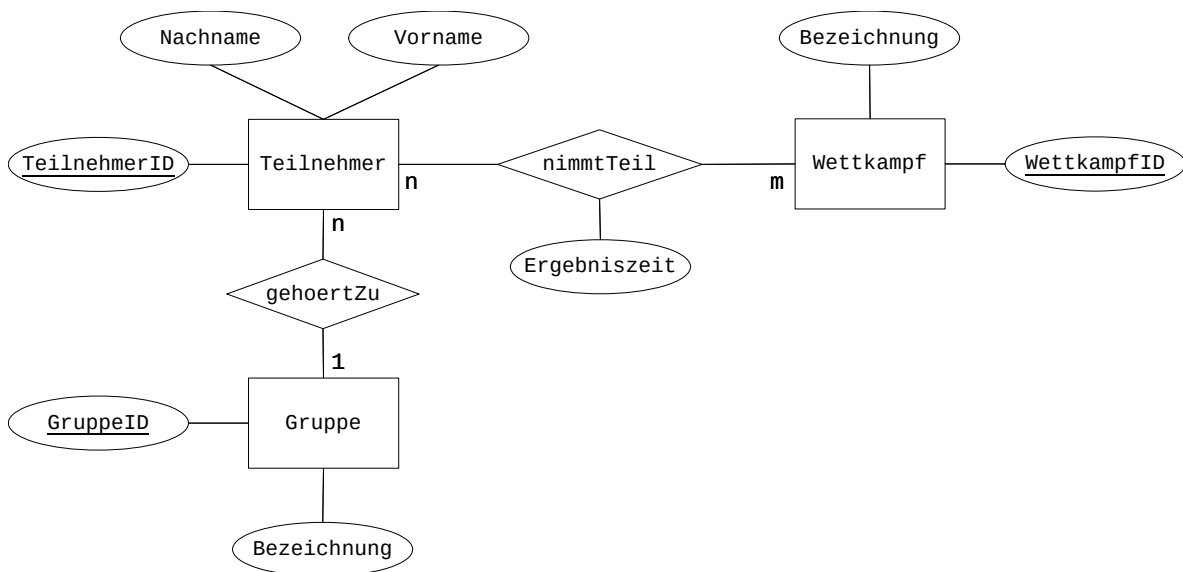 Nachname
Vorname
Bezeichnung
TeilnehmerID
Teilnehmer
n
nimmtTeil
m
Wettkampf
WettkampfID
n
Ergebniszeit
gehoertZu
1
GruppeID
Gruppe
Bezeichnung